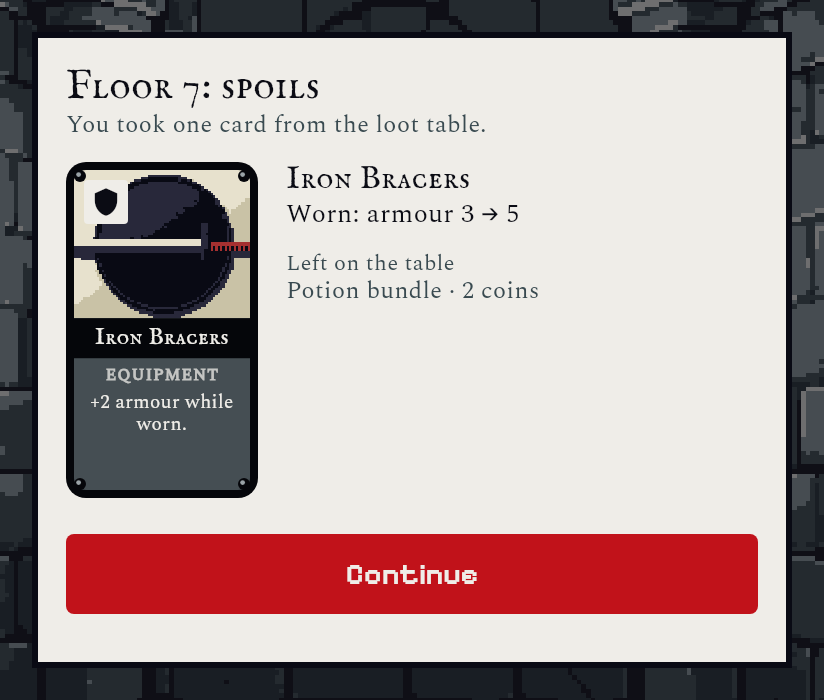 Floor 7: spoils
You took one card from the loot table.
Iron Bracers
EQUIPMENT
+2 armour while
worn.
Iron Bracers
Worn: armour 3 → 5
Left on the table
Potion bundle · 2 coins
Continue